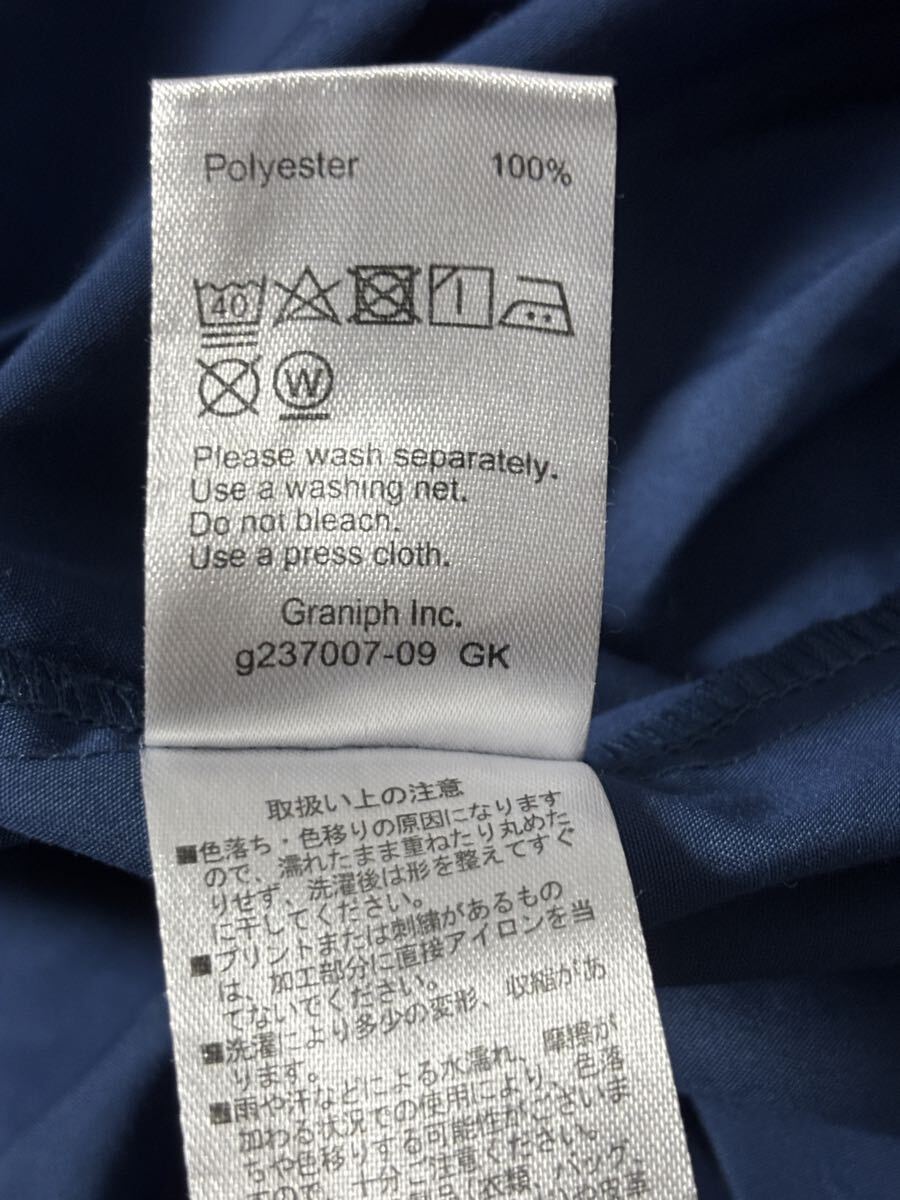 Polyester 100%
40
W
Please wash separately.
Use a washing net.
Do not bleach.
Use a press cloth.
Graniph Inc.
g237007-09 GK
取扱い上の注意
■色落ち・色移りの原因になります
ので、濡れたまま重ねたり丸めた
りせず、洗濯後は形を整えてすぐ
に干してください。
■プリントまたは刺繍があるもの
は、加工部分に直接アイロンを当
てないでください。
■洗濯により多少の変形、収縮があ
ります。
■雨や汗などによる水濡れ、摩擦が
加わる状況での使用により、色落
ちや色移りする可能性がございま
すので、十分ご注意ください。
衣類、バッグ、
や皮革